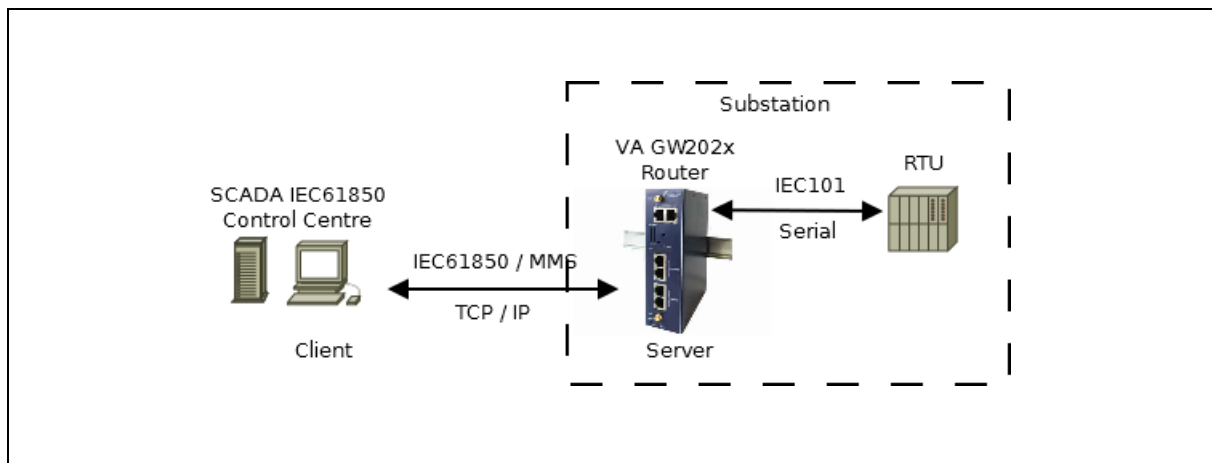 Substation
VA GW202x
Router
RTU
IEC101
Serial
SCADA IEC61850
Control Centre
IEC61850 / MMS
TCP / IP
Client
Server